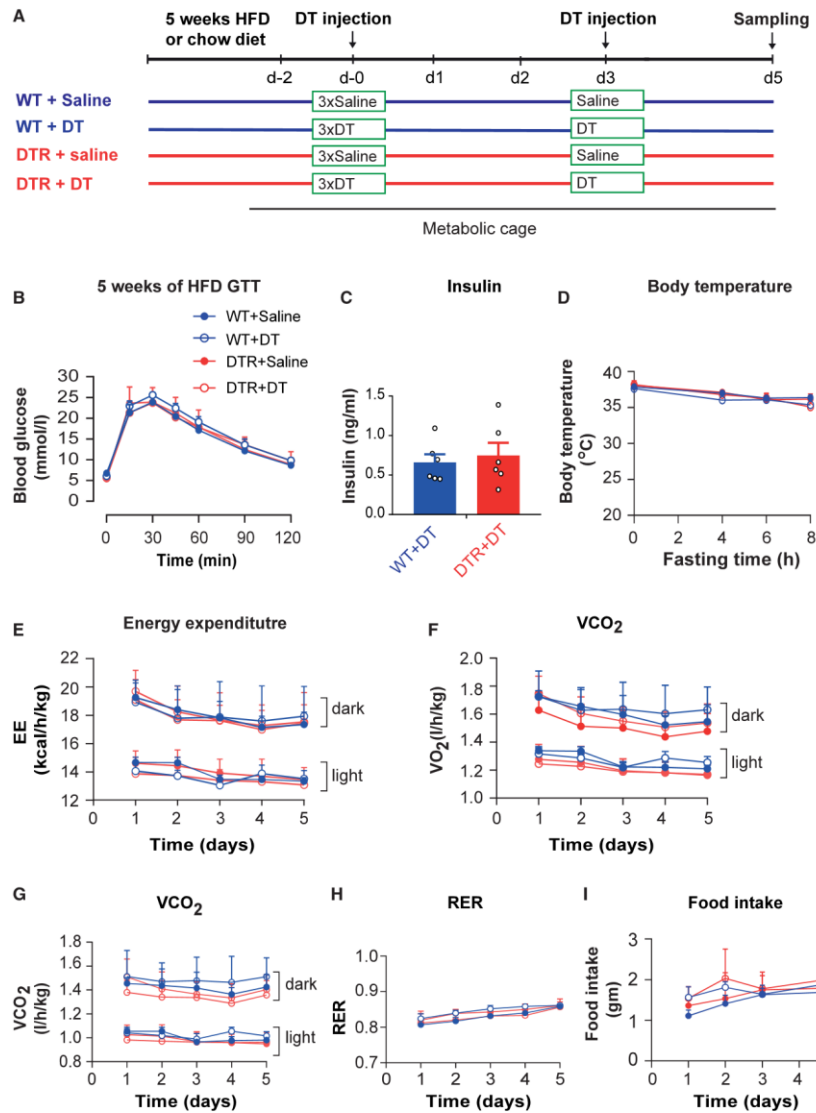 A
5 weeks HFD
or chow diet
DT injection
DT injection
Sampling
d-2 d-0 d1 d2 d3 d5
WT + Saline 3xSaline Saline
WT + DT 3xDT DT
DTR + saline 3xSaline Saline
DTR + DT 3xDT DT
Metabolic cage
B
5 weeks of HFD GTT
WT+Saline
WT+DT
DTR+Saline
DTR+DT
Blood glucose
(mmol/l)
30
25
20
15
10
5
0
0 30 60 90 120
Time (min)
C
Insulin
Insulin (ng/ml)
1.5
1.0
0.5
0.0
WT+DT
DTR+DT
D
Body temperature
Body temperature
(°C)
40
35
30
25
20
0 2 4 6 8
Fasting time (h)
E
Energy expenditutre
EE
(kcal/h/kg)
22
20
18
16
14
12
dark
light
0 1 2 3 4 5
Time (days)
F
VCO2
VO2(l/h/kg)
2.0
1.8
1.6
1.4
1.2
1.0
dark
light
0 1 2 3 4 5
Time (days)
G
VCO2
VCO2
(l/h/kg)
1.8
1.6
1.4
1.2
1.0
0.8
dark
light
0 1 2 3 4 5
Time (days)
H
RER
RER
1.0
0.9
0.8
0.7
0 1 2 3 4 5
Time (days)
I
Food intake
Food intake
(gm)
3
2
1
0
0 1 2 3 4
Time (days)